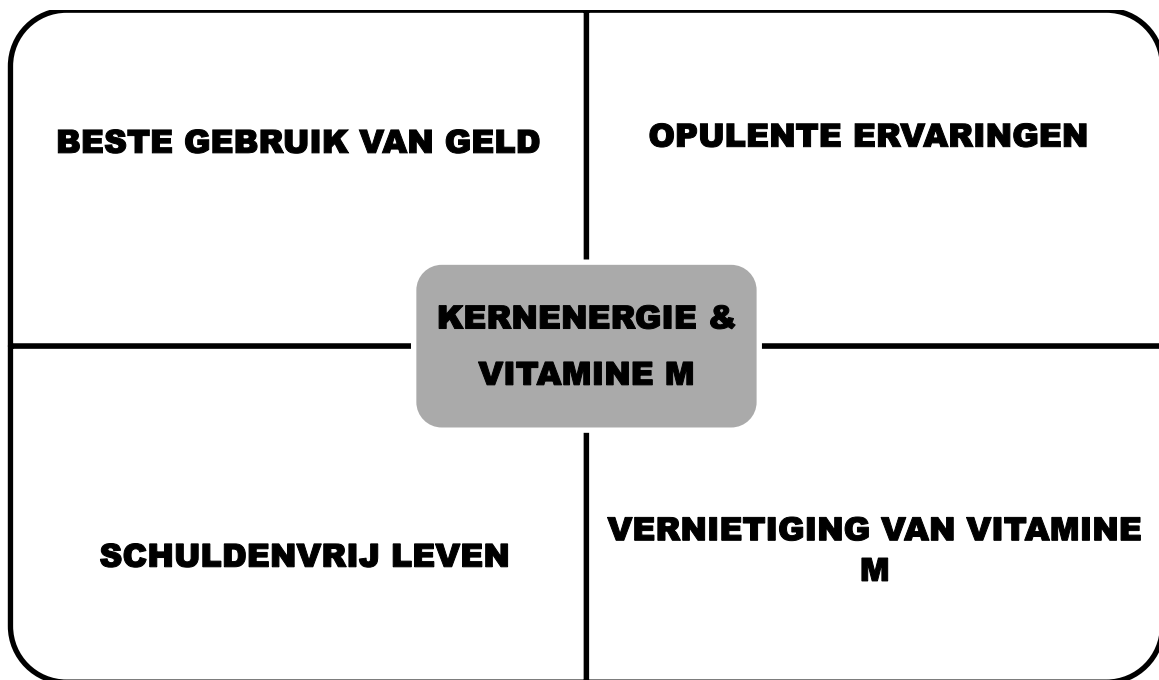 BESTE GEBRUIK VAN GELD
OPULENTE ERVARINGEN
KERNENERGIE &
VITAMINE M
SCHULDENVRIJ LEVEN
VERNIETIGING VAN VITAMINE
M